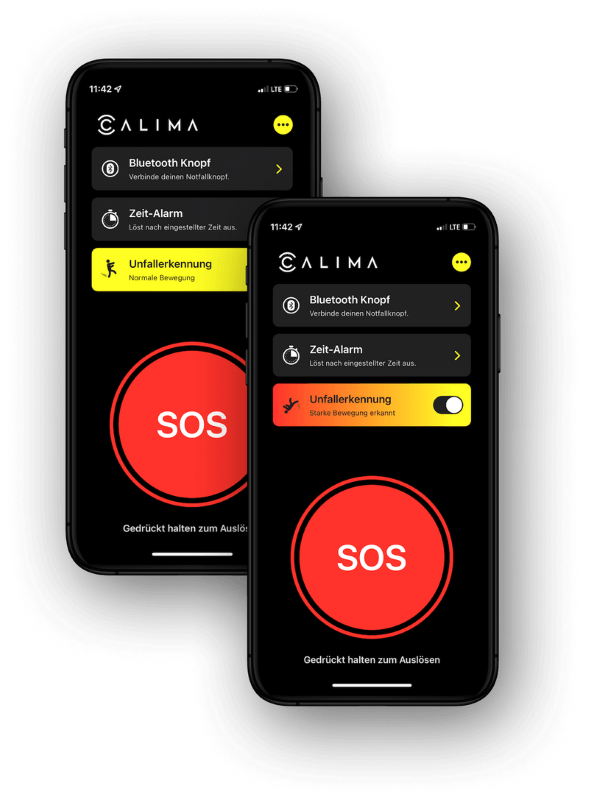 11:42
LTE
CALIMA
Bluetooth Knopf
Verbinde deinen Notfallknopf.
Zeit-Alarm
Löst nach eingestellter Zeit aus.
Unfallerkennung
Normale Bewegung
SOS
Gedrückt halten zum Auslös
11:42
LTE
CALIMA
Bluetooth Knopf
Verbinde deinen Notfallknopf.
Zeit-Alarm
Löst nach eingestellter Zeit aus.
Unfallerkennung
Starke Bewegung erkannt
SOS
Gedrückt halten zum Auslösen